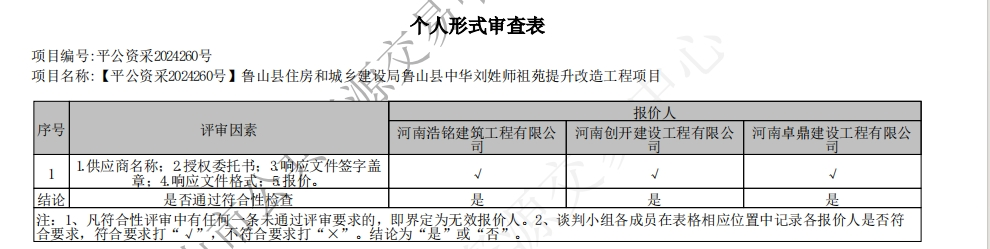 个人形式审查表
项目编号:平公资采2024260号
项目名称:【平公资采2024260号】鲁山县住房和城乡建设局鲁山县中华刘姓师祖苑提升改造工程项目
序号
评审因素
报价人
河南浩铭建筑工程有限公
司
河南创开建设工程有限公
司
河南卓鼎建设工程有限公
司
1
1.供应商名称；2.授权委托书；3.响应文件签字盖
章；4.响应文件格式；5.报价。
√
√
√
结论
是否通过符合性检查
是
是
是
注：1、凡符合性评审中有任何一条未通过评审要求的，即界定为无效报价人。2、谈判小组各成员在表格相应位置中记录各报价人是否符
合要求，符合要求打“√”，不符合要求打“×”。结论为“是”或“否”。